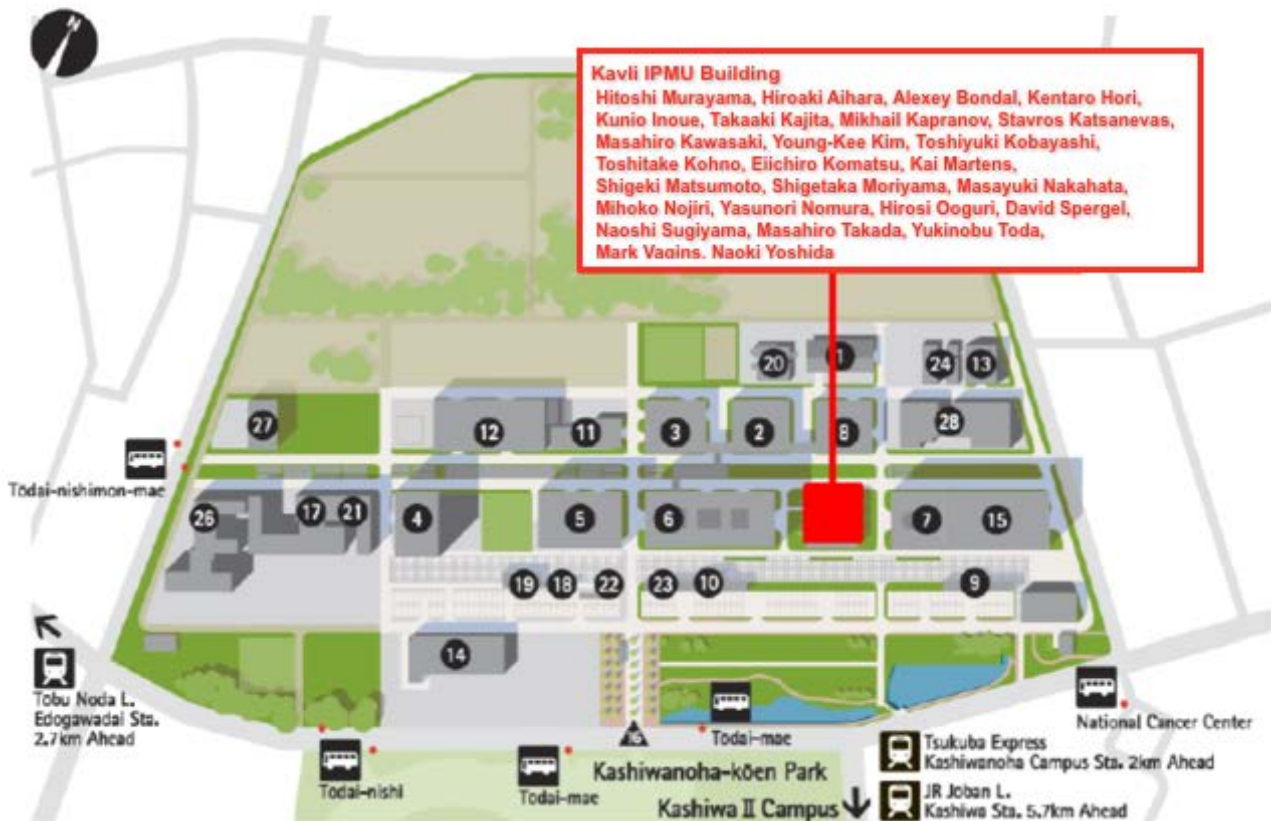 Kavli IPMU Building
Hitoshi Murayama, Hiroaki Aihara, Alexey Bondal, Kentaro Hori,
Kunio Inoue, Takaaki Kajita, Mikhail Kapranov, Stavros Katsanevas,
Masahiro Kawasaki, Young-Kee Kim, Toshiyuki Kobayashi,
Toshitake Kohno, Eiichiro Komatsu, Kai Martens,
Shigeki Matsumoto, Shigetaka Moriyama, Masayuki Nakahata,
Mihoko Nojiri, Yasunori Nomura, Hirosi Ooguri, David Spergel,
Naoshi Sugiyama, Masahiro Takada, Yukinobu Toda,
Mark Vagins, Naoki Yoshida
20
1
24
13
27
12
11
3
2
8
28
Tōdai-nishimon-mae
26
17
21
4
5
6
7
15
19
18
22
23
10
9
14
Tōbu Noda L.
Edogawadai Sta.
2.7km Ahead
16
Tōdai-mae
National Cancer Center
Tōdai-nishi
Tōdai-mae
Kashiwanoha-kōen Park
Kashiwa II Campus
Tsukuba Express
Kashiwanoha Campus Sta. 2km Ahead
JR Joban L.
Kashiwa Sta. 5.7km Ahead